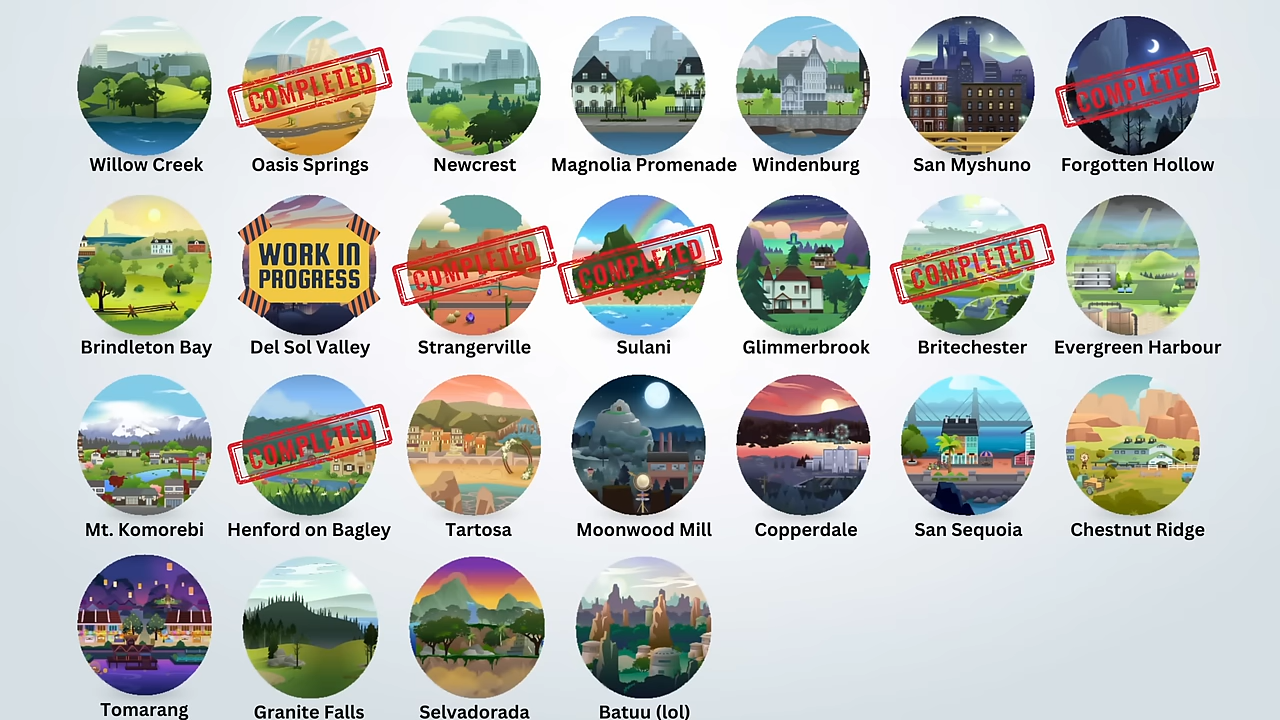 COMPLETED
COMPLETED
Willow Creek
Oasis Springs
Newcrest
Magnolia Promenade
Windenburg
San Myshuno
Forgotten Hollow
WORK IN
PROGRESS
COMPLETED
COMPLETED
COMPLETED
Brindleton Bay
Del Sol Valley
Strangerville
Sulani
Glimmerbrook
Britechester
Evergreen Harbour
COMPLETED
Mt. Komorebi
Henford on Bagley
Tartosa
Moonwood Mill
Copperdale
San Sequoia
Chestnut Ridge
Tomarang
Granite Falls
Selvadorada
Batuu (lol)